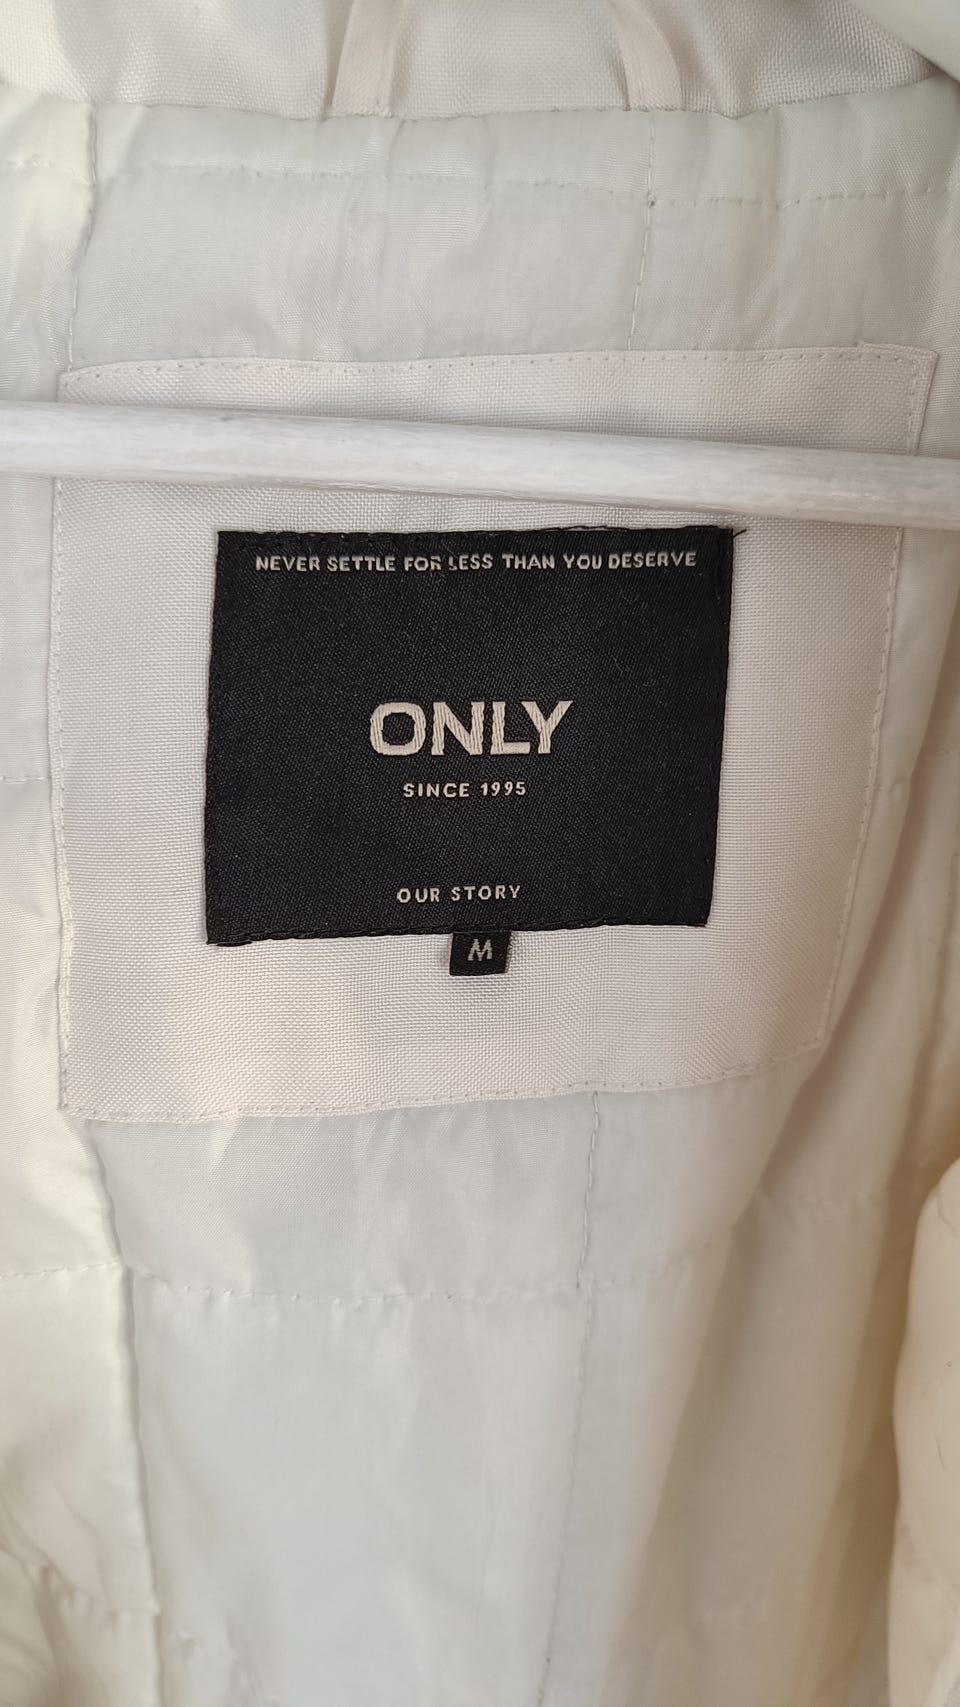 NEVER SETTLE FOR LESS THAN YOU DESERVE
ONLY
SINCE 1995
OUR STORY
M